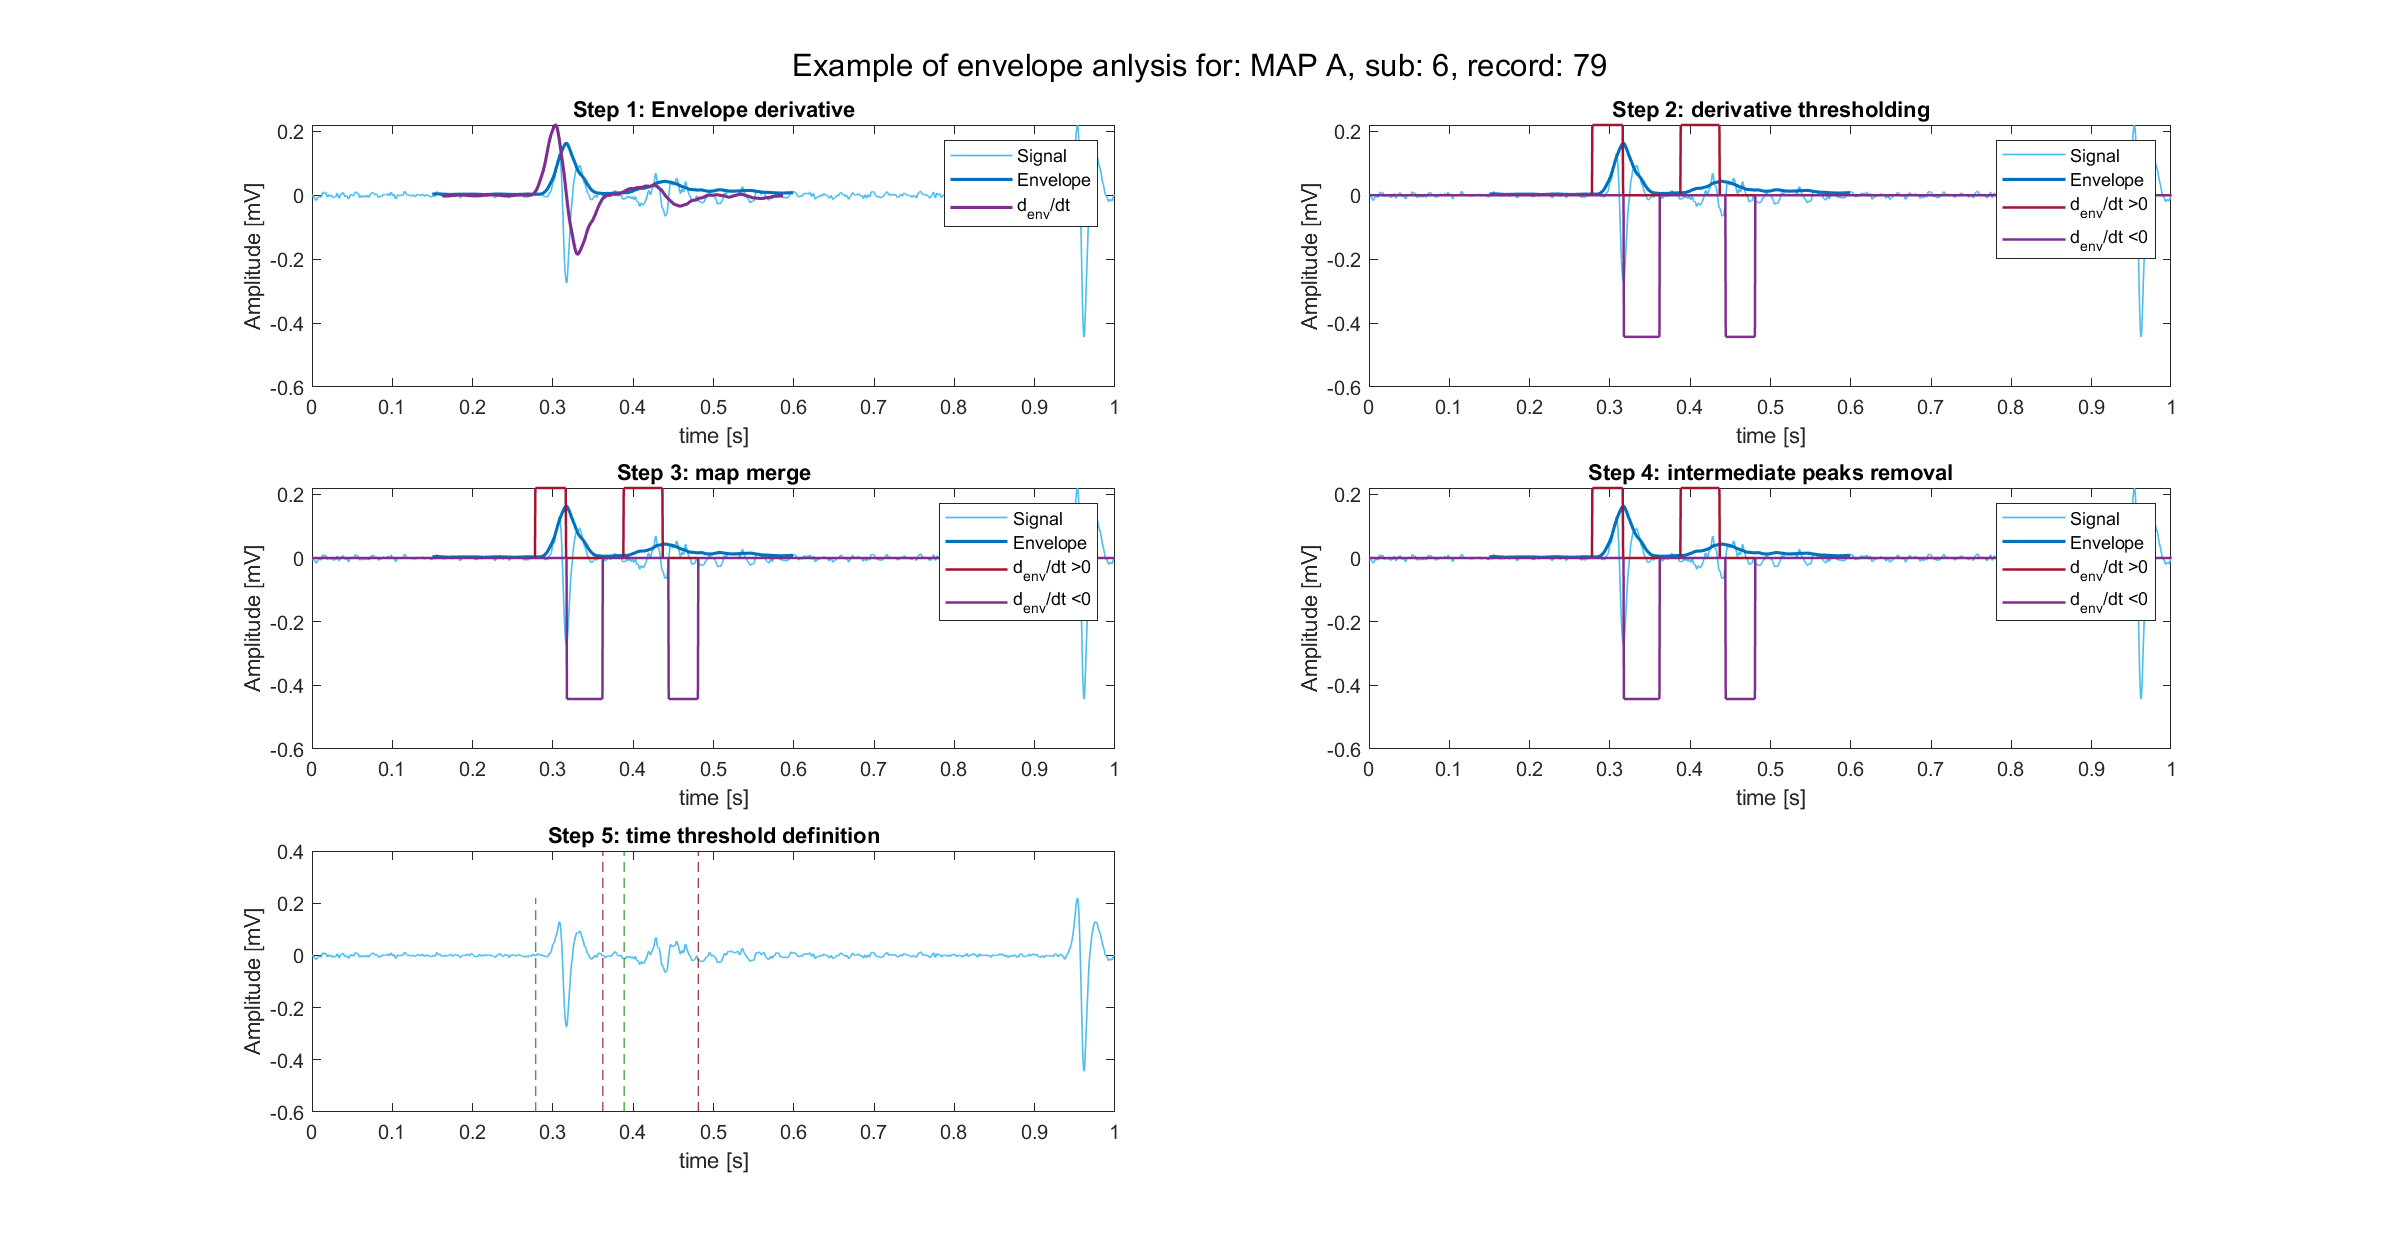 Example of envelope anlysis for: MAP A, sub: 6, record: 79
Step 1: Envelope derivative
Amplitude [mV]
0.2
0
-0.2
-0.4
-0.6
0 0.1 0.2 0.3 0.4 0.5 0.6 0.7 0.8 0.9 1
time [s]
Signal
Envelope
d_env/dt
Step 2: derivative thresholding
Amplitude [mV]
0.2
0
-0.2
-0.4
-0.6
0 0.1 0.2 0.3 0.4 0.5 0.6 0.7 0.8 0.9 1
time [s]
Signal
Envelope
d_env/dt >0
d_env/dt <0
Step 3: map merge
Amplitude [mV]
0.2
0
-0.2
-0.4
-0.6
0 0.1 0.2 0.3 0.4 0.5 0.6 0.7 0.8 0.9 1
time [s]
Signal
Envelope
d_env/dt >0
d_env/dt <0
Step 4: intermediate peaks removal
Amplitude [mV]
0.2
0
-0.2
-0.4
-0.6
0 0.1 0.2 0.3 0.4 0.5 0.6 0.7 0.8 0.9 1
time [s]
Signal
Envelope
d_env/dt >0
d_env/dt <0
Step 5: time threshold definition
Amplitude [mV]
0.4
0.2
0
-0.2
-0.4
-0.6
0 0.1 0.2 0.3 0.4 0.5 0.6 0.7 0.8 0.9 1
time [s]